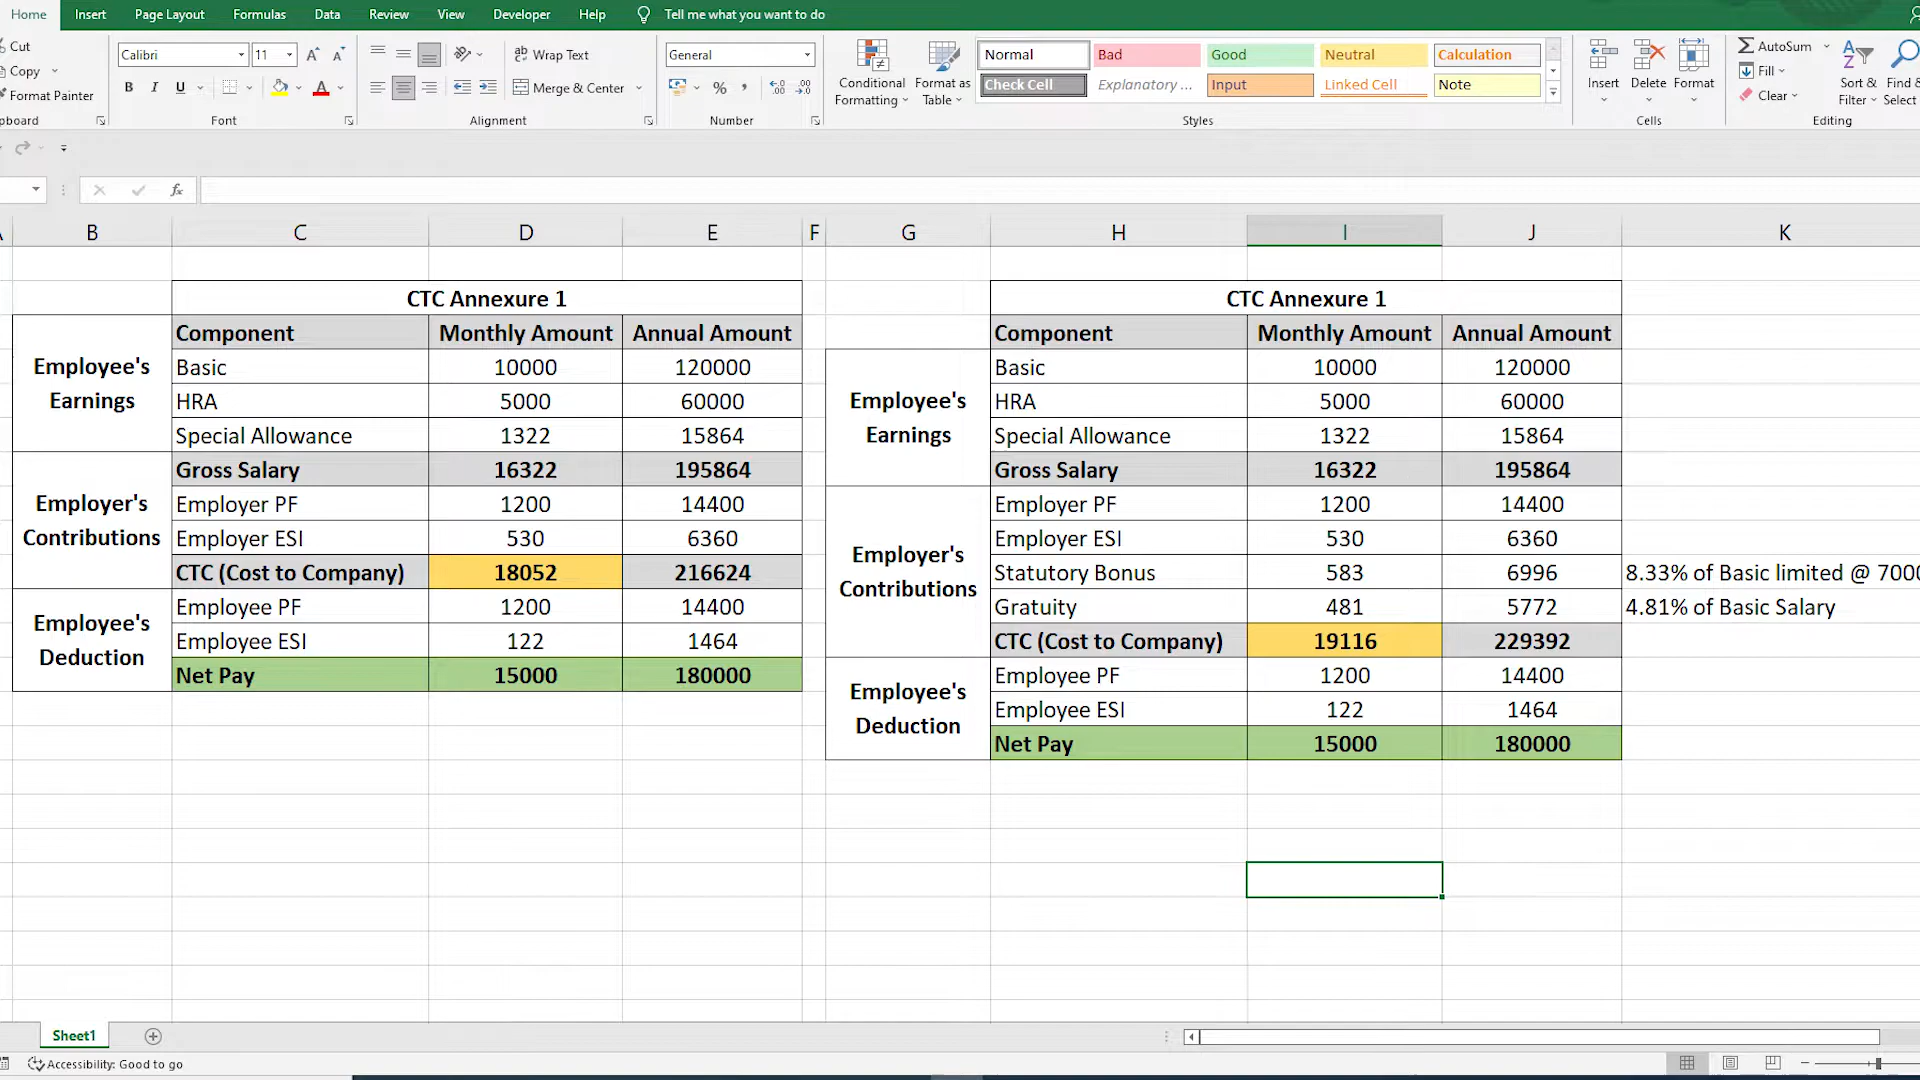 Home Insert Page Layout Formulas Data Review View Developer Help Tell me what you want to do
Cut
Copy
Format Painter
Calibri 11
B I U
Wrap Text
Merge & Center
General
Conditional Formatting
Format as Table
Normal Bad Good Neutral Calculation
Check Cell Explanatory ... Input Linked Cell Note
Insert Delete Format
AutoSum
Fill
Clear
Sort & Filter
Find & Select
Font Alignment Number Styles Cells Editing
fx
B C D E F G H I J K
CTC Annexure 1
Component Monthly Amount Annual Amount
Employee's Earnings
Basic 10000 120000
HRA 5000 60000
Special Allowance 1322 15864
Gross Salary 16322 195864
Employer's Contributions
Employer PF 1200 14400
Employer ESI 530 6360
CTC (Cost to Company) 18052 216624
Employee's Deduction
Employee PF 1200 14400
Employee ESI 122 1464
Net Pay 15000 180000
CTC Annexure 1
Component Monthly Amount Annual Amount
Employee's Earnings
Basic 10000 120000
HRA 5000 60000
Special Allowance 1322 15864
Gross Salary 16322 195864
Employer's Contributions
Employer PF 1200 14400
Employer ESI 530 6360
Statutory Bonus 583 6996 8.33% of Basic limited @ 7000
Gratuity 481 5772 4.81% of Basic Salary
CTC (Cost to Company) 19116 229392
Employee's Deduction
Employee PF 1200 14400
Employee ESI 122 1464
Net Pay 15000 180000
Sheet1
Accessibility: Good to go